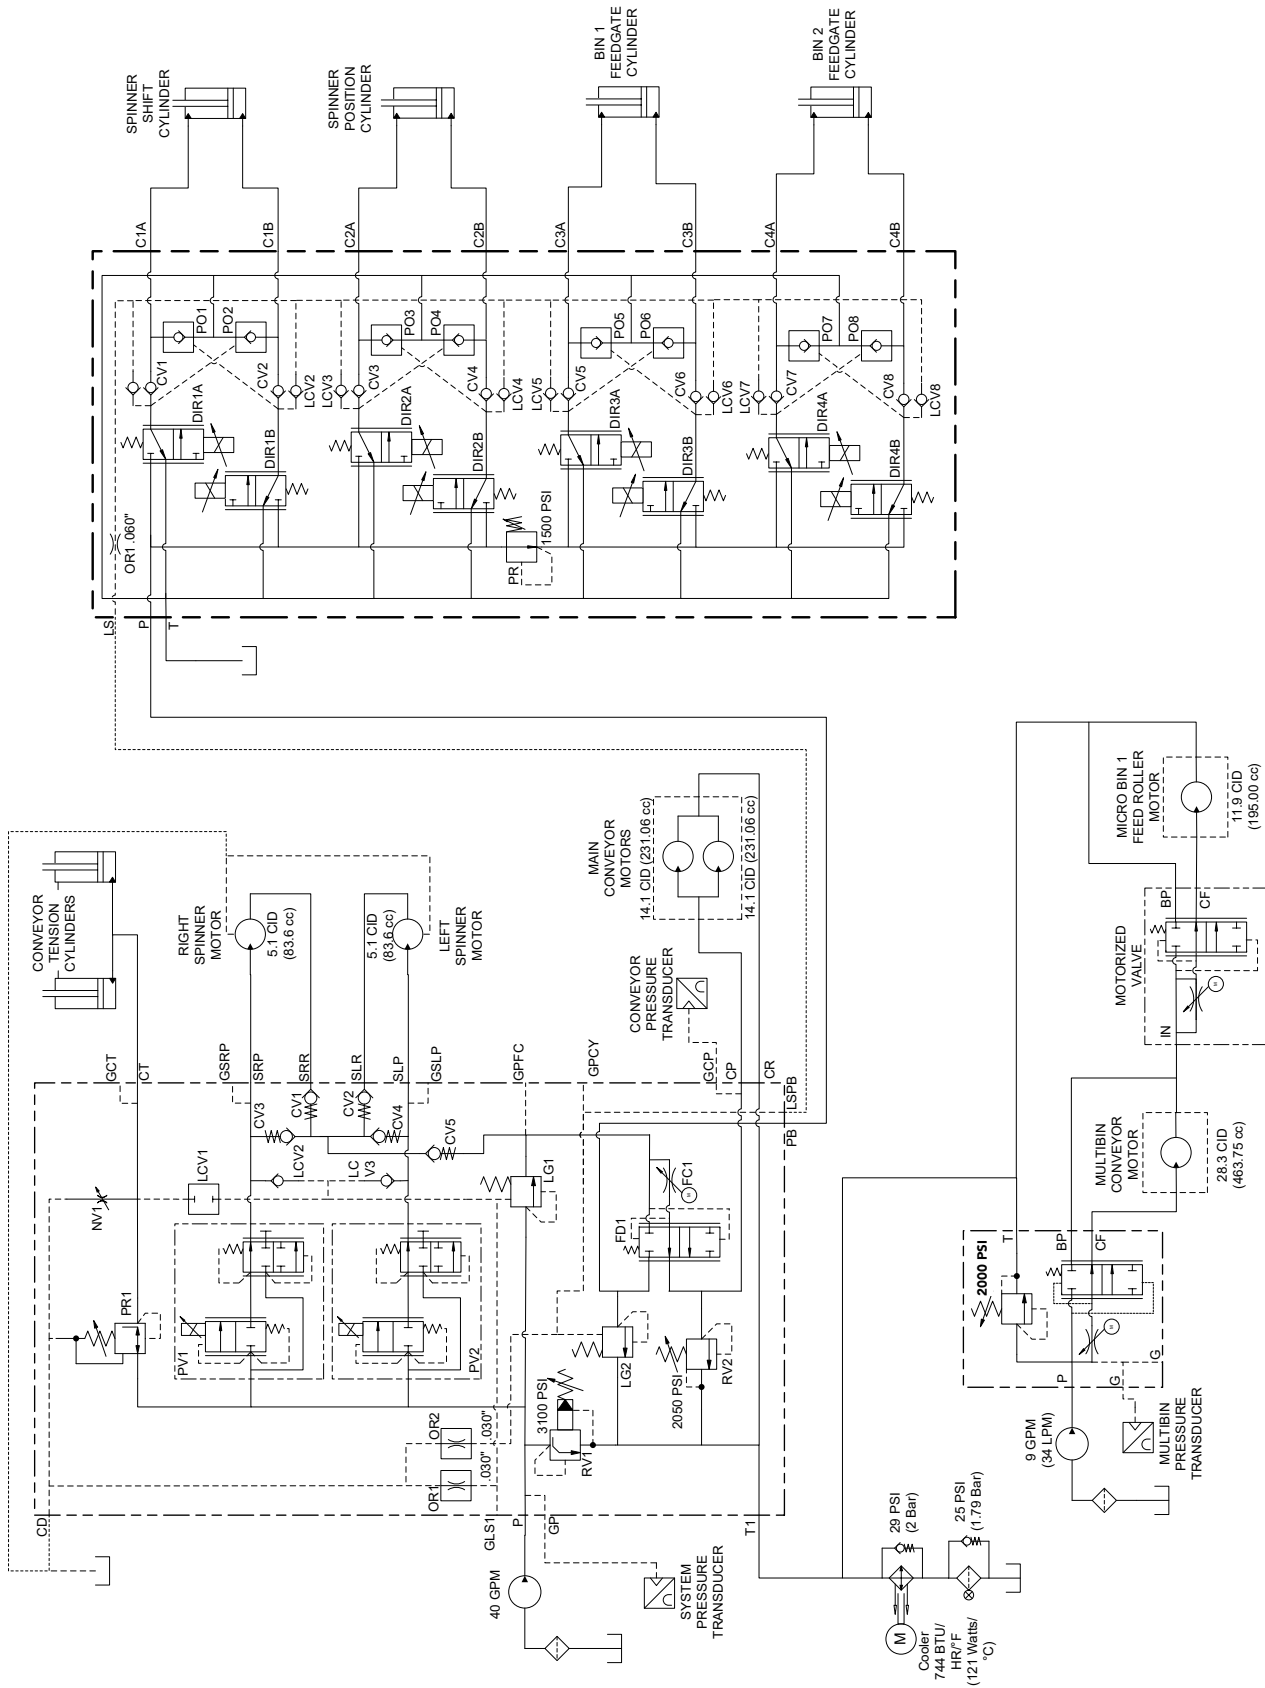 SPINNER
SHIFT
CYLINDER
SPINNER
POSITION
CYLINDER
BIN 1
FEEDGATE
CYLINDER
BIN 2
FEEDGATE
CYLINDER
C1A
C1B
C2A
C2B
C3A
C3B
C4A
C4B
PO1
PO2
PO3
PO4
PO5
PO6
PO7
PO8
CV1
CV2
LCV2
LCV3
CV3
CV4
LCV4
LCV5
CV5
CV6
LCV6
LCV7
CV7
CV8
LCV8
DIR1A
DIR1B
DIR2A
DIR2B
DIR3A
DIR3B
DIR4A
DIR4B
OR1 .060"
PR
1500 PSI
LS
P
T
CONVEYOR
TENSION
CYLINDERS
RIGHT
SPINNER
MOTOR
5.1 CID
(83.6 cc)
5.1 CID
(83.6 cc)
LEFT
SPINNER
MOTOR
CONVEYOR
PRESSURE
TRANSDUCER
MAIN
CONVEYOR
MOTORS
14.1 CID (231.06 cc)
14.1 CID (231.06 cc)
GCT
CT
GSRP
SRP
SRR
SLR
SLP
GSLP
GPFC
GPCY
GCP
CP
CR
LSPB
PB
CV3
CV1
CV2
CV4
CV5
LCV1
LCV2
LC
V3
NV1
LG1
FC1
FD1
PR1
PV1
PV2
LG2
RV2
2050 PSI
3100 PSI
RV1
OR2
.030"
OR1
.030"
CD
GLS1
P
GP
T1
40 GPM
SYSTEM
PRESSURE
TRANSDUCER
29 PSI
(2 Bar)
25 PSI
(1.79 Bar)
M
Cooler
744 BTU/
HR/°F
(121 Watts/
°C)
MICRO BIN 1
FEED ROLLER
MOTOR
11.9 CID
(195.00 cc)
MOTORIZED
VALVE
BP
CF
IN
MULTIBIN
CONVEYOR
MOTOR
28.3 CID
(463.75 cc)
T
BP
CF
2000 PSI
P
G
G
9 GPM
(34 LPM)
MULTIBIN
PRESSURE
TRANSDUCER